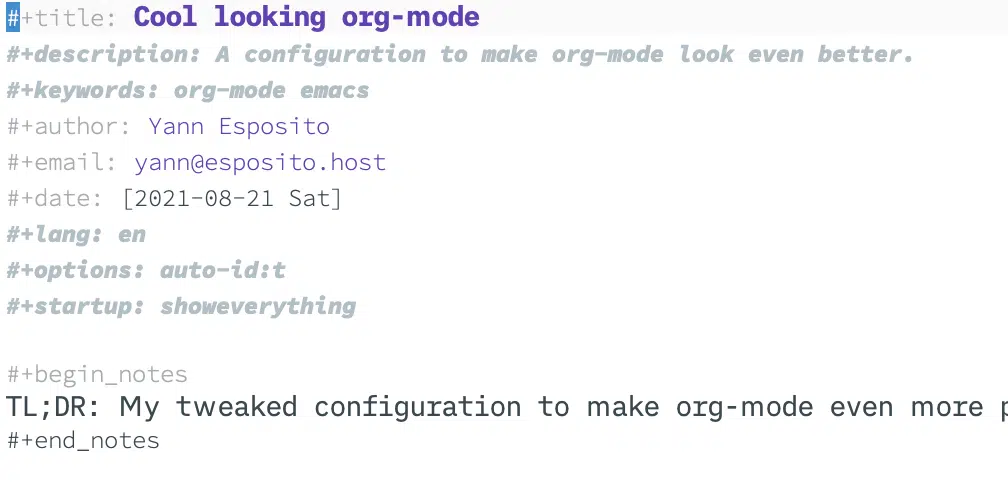 #+title: Cool looking org-mode
#+description: A configuration to make org-mode look even better.
#+keywords: org-mode emacs
#+author: Yann Esposito
#+email: yann@esposito.host
#+date: [2021-08-21 Sat]
#+lang: en
#+options: auto-id:t
#+startup: showeverything
#+begin_notes
TL;DR: My tweaked configuration to make org-mode even more
#+end_notes